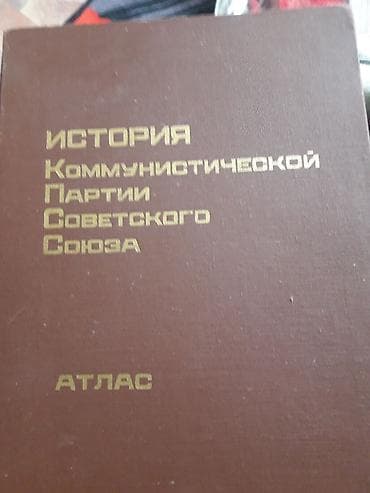 ИСТОРИЯ
КОММУНИСТИЧЕСКОЙ
ПАРТИИ
СОВЕТСКОГО
СОЮЗА
АТЛАС